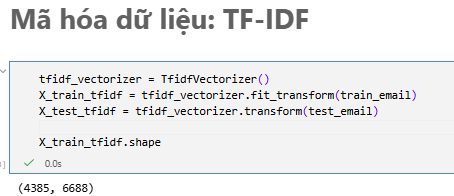 Mã hóa dữ liệu: TF-IDF
tfidf_vectorizer = TfidfVectorizer()
X_train_tfidf = tfidf_vectorizer.fit_transform(train_email)
X_test_tfidf = tfidf_vectorizer.transform(test_email)
X_train_tfidf.shape
0.0s
(4385, 6688)